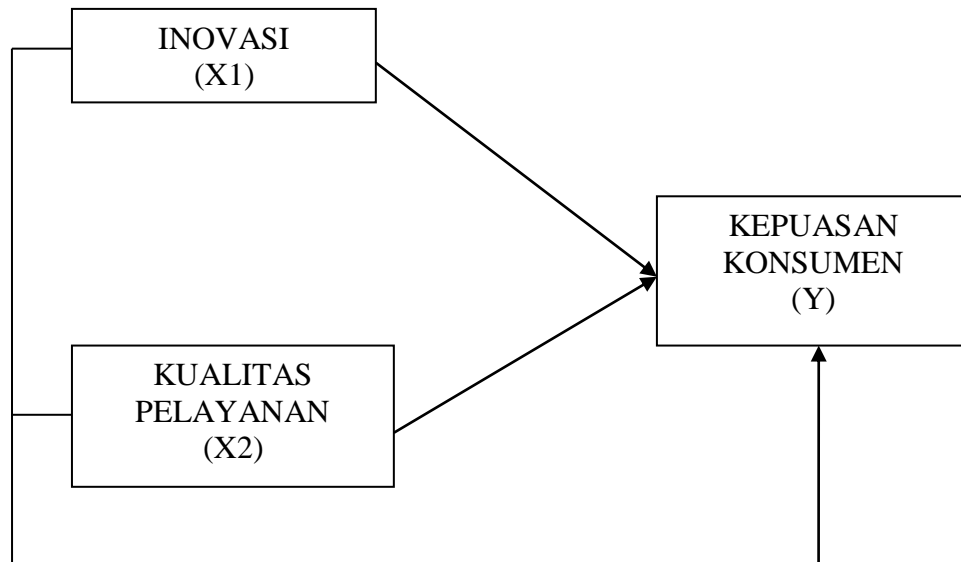 INOVASI
(X1)
KEPUASAN
KONSUMEN
(Y)
KUALITAS
PELAYANAN
(X2)